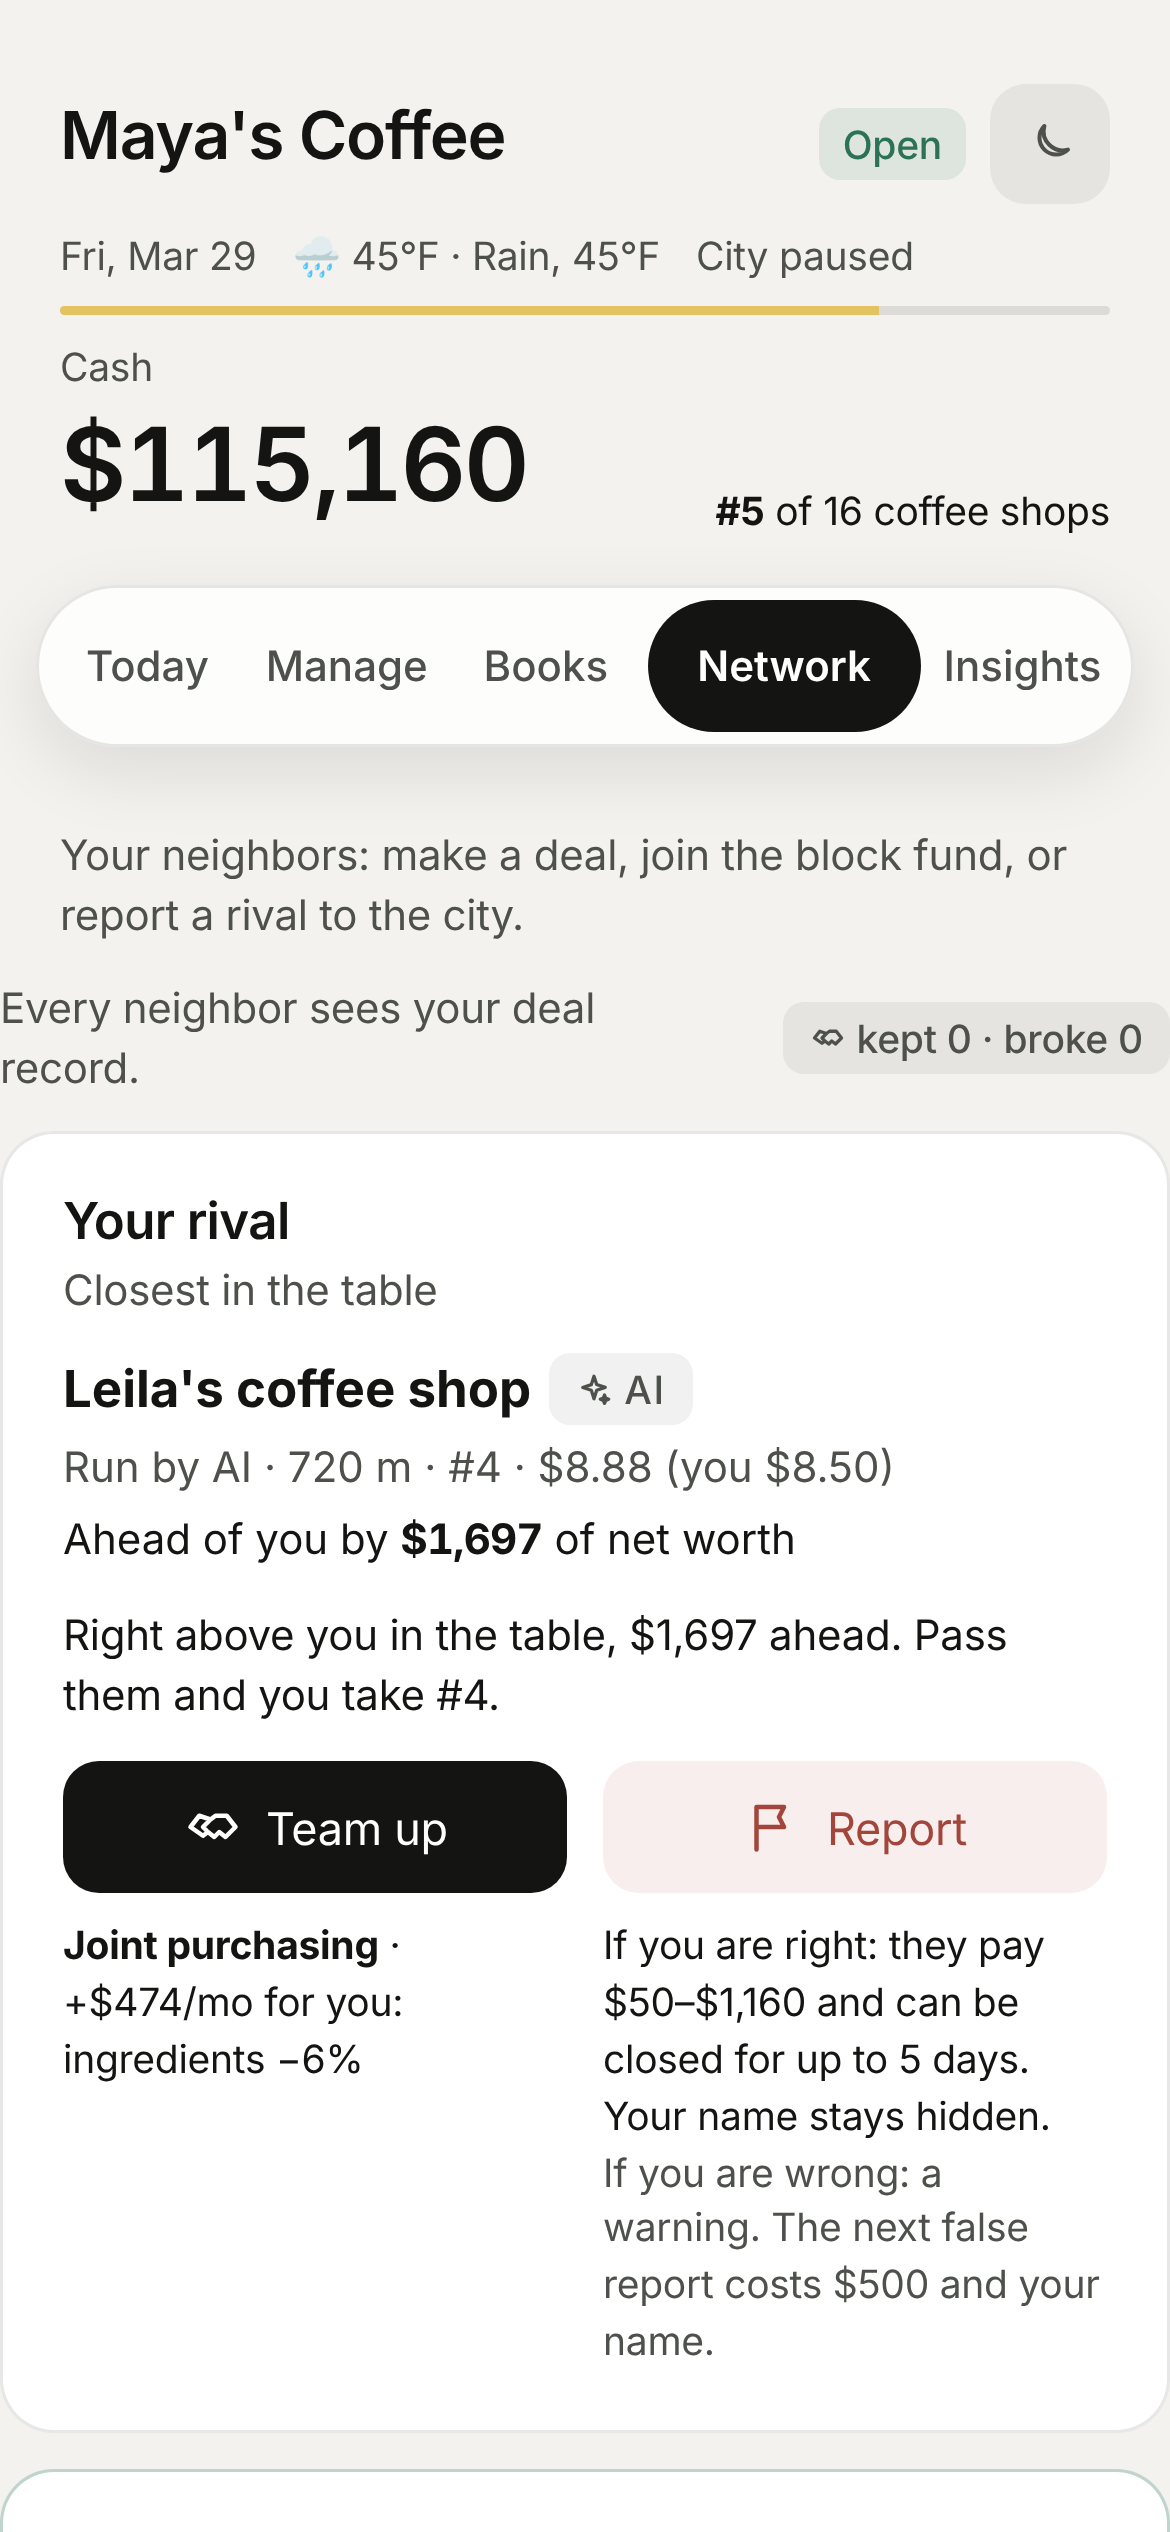 Maya's Coffee
Open
Fri, Mar 29 45°F · Rain, 45°F City paused
Cash
$115,160
#5 of 16 coffee shops
Today Manage Books Network Insights
Your neighbors: make a deal, join the block fund, or
report a rival to the city.
Every neighbor sees your deal
record.
kept 0 · broke 0
Your rival
Closest in the table
Leila's coffee shop AI
Run by AI · 720 m · #4 · $8.88 (you $8.50)
Ahead of you by $1,697 of net worth
Right above you in the table, $1,697 ahead. Pass
them and you take #4.
Team up
Joint purchasing ·
+$474/mo for you:
ingredients −6%
Report
If you are right: they pay
$50–$1,160 and can be
closed for up to 5 days.
Your name stays hidden.
If you are wrong: a
warning. The next false
report costs $500 and your
name.